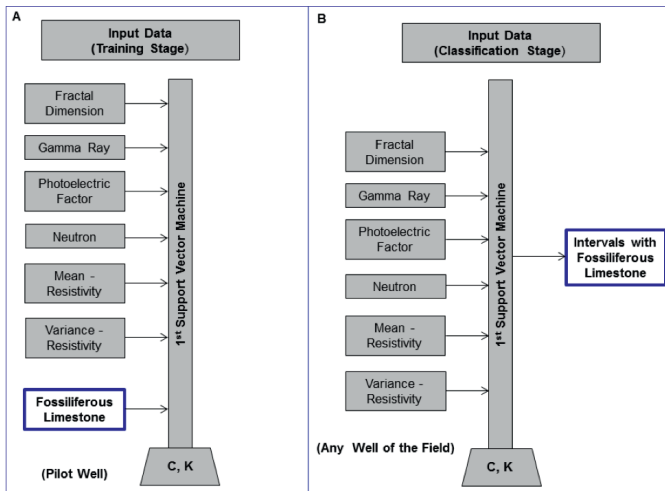 A
Input Data
(Training Stage)
Fractal
Dimension
Gamma Ray
Photoelectric
Factor
Neutron
Mean -
Resistivity
Variance -
Resistivity
Fossiliferous
Limestone
1st Support Vector Machine
(Pilot Well)
C, K
B
Input Data
(Classification Stage)
Fractal
Dimension
Gamma Ray
Photoelectric
Factor
Neutron
Mean -
Resistivity
Variance -
Resistivity
1st Support Vector Machine
Intervals with
Fossiliferous
Limestone
(Any Well of the Field)
C, K